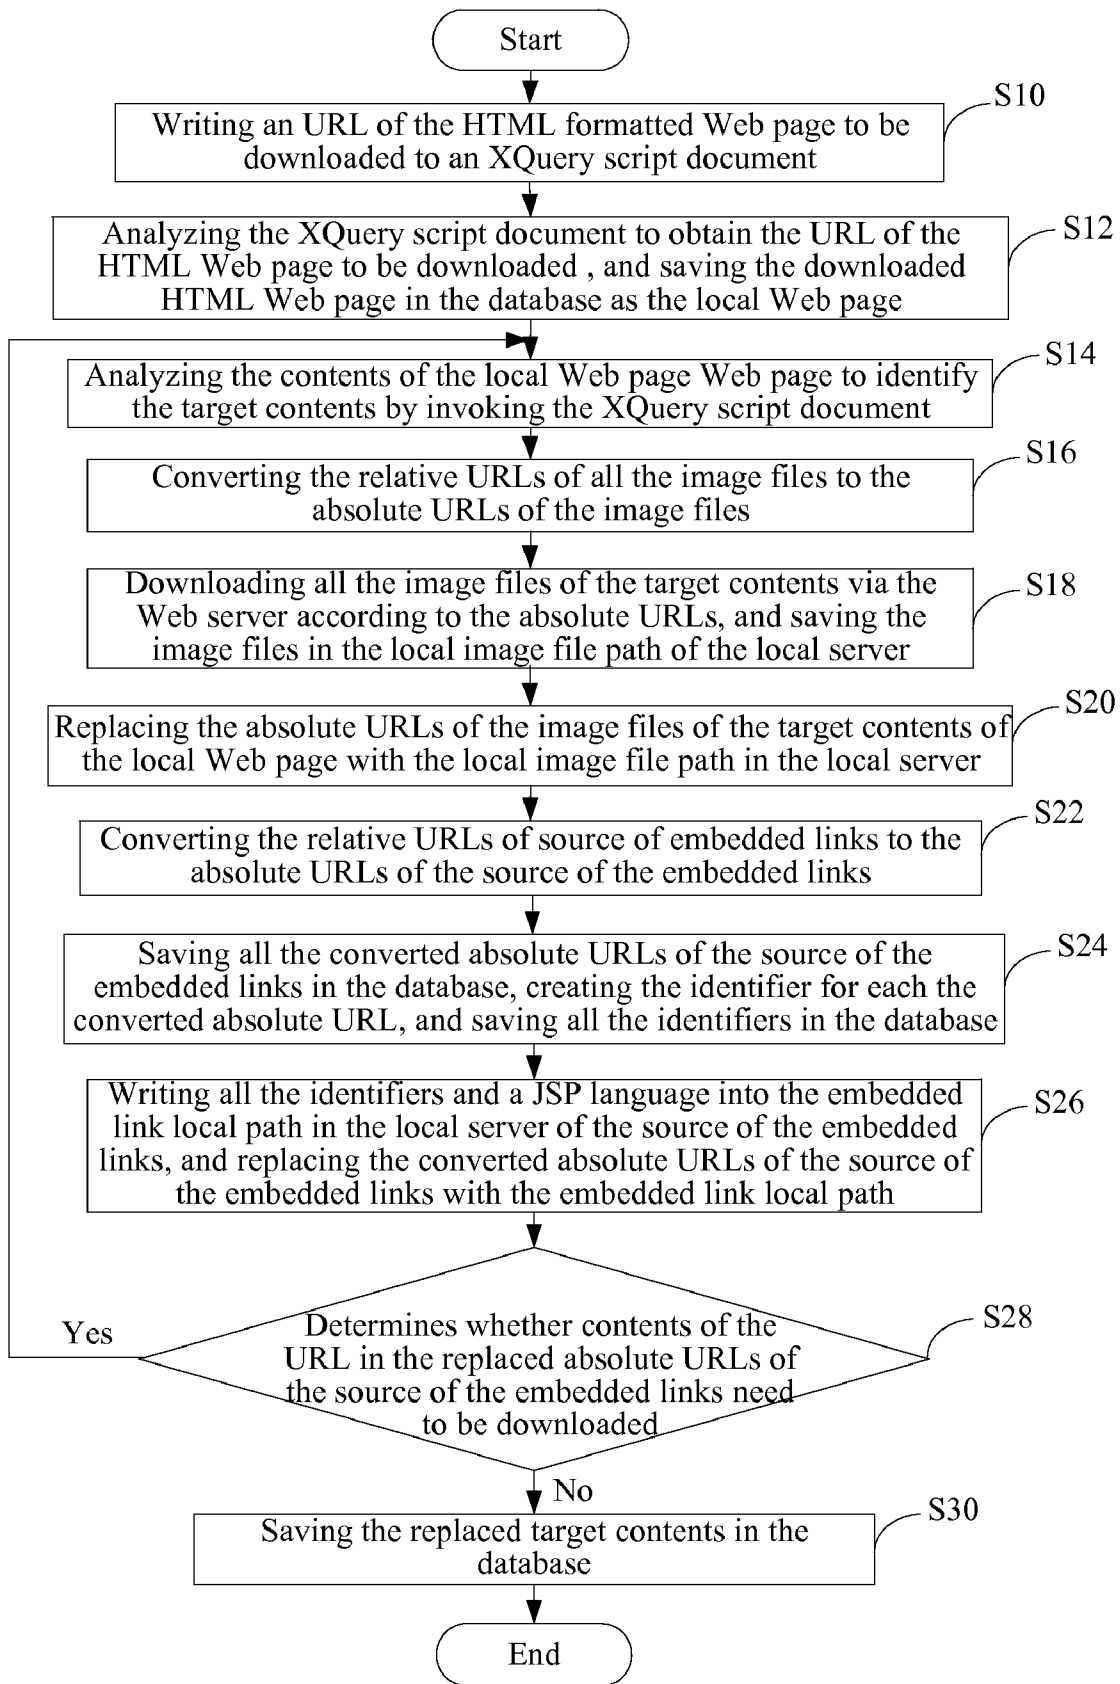 Start
S10
Writing an URL of the HTML formatted Web page to be
downloaded to an XQuery script document
S12
Analyzing the XQuery script document to obtain the URL of the
HTML Web page to be downloaded , and saving the downloaded
HTML Web page in the database as the local Web page
S14
Analyzing the contents of the local Web page Web page to identify
the target contents by invoking the XQuery script document
S16
Converting the relative URLs of all the image files to the
absolute URLs of the image files
S18
Downloading all the image files of the target contents via the
Web server according to the absolute URLs, and saving the
image files in the local image file path of the local server
S20
Replacing the absolute URLs of the image files of the target contents of
the local Web page with the local image file path in the local server
S22
Converting the relative URLs of source of embedded links to the
absolute URLs of the source of the embedded links
S24
Saving all the converted absolute URLs of the source of the
embedded links in the database, creating the identifier for each the
converted absolute URL, and saving all the identifiers in the database
S26
Writing all the identifiers and a JSP language into the embedded
link local path in the local server of the source of the embedded
links, and replacing the converted absolute URLs of the source of
the embedded links with the embedded link local path
Yes
S28
Determines whether contents of the
URL in the replaced absolute URLs of
the source of the embedded links need
to be downloaded
No
S30
Saving the replaced target contents in the
database
End